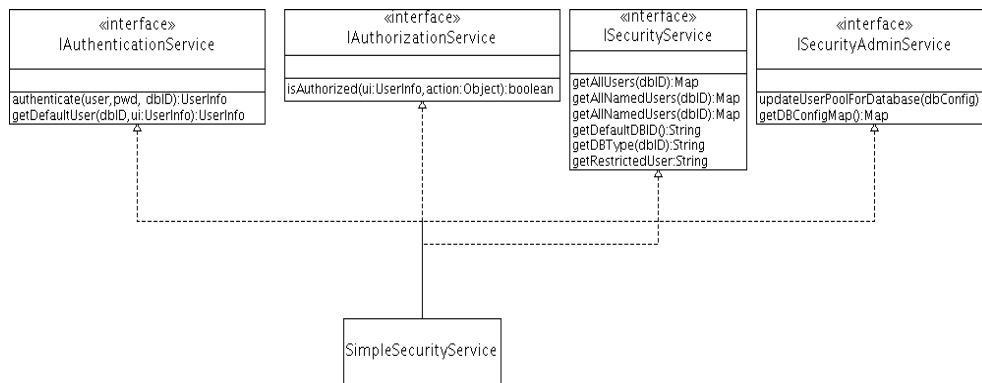 «interface»
IAuthenticationService
authenticate(user,pwd, dbID):UserInfo
getDefaultUser(dbID,ui:UserInfo):UserInfo
«interface»
IAuthorizationService
isAuthorized(ui:UserInfo,action:Object):boolean
«interface»
ISecurityService
getAllUsers(dbID):Map
getAllNamedUsers(dbID):Map
getAllNamedUsers(dbID):Map
getDefaultDBID():String
getDBType(dbID):String
getRestrictedUser:String
«interface»
ISecurityAdminService
updateUserPoolForDatabase(dbConfig)
getDBConfigMap():Map
SimpleSecurityService